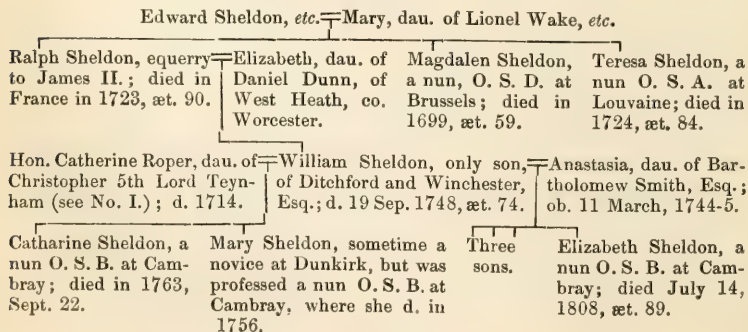 Edward Sheldon, etc.=Mary, dau. of Lionel Wake, etc.
Ralph Sheldon, equerry
to James II.; died in
France in 1723, æt. 90.
=Elizabeth, dau. of
Daniel Dunn, of
West Heath, co.
Worcester.
Magdalen Sheldon,
a nun, O. S. D. at
Brussels; died in
1699, æt. 59.
Teresa Sheldon, a
nun O. S. A. at
Louvaine; died in
1724, æt. 84.
Hon. Catherine Roper, dau. of
Christopher 5th Lord Teyn-
ham (see No. I.); d. 1714.
=William Sheldon, only son,
of Ditchford and Winchester,
Esq.; d. 19 Sep. 1748, æt. 74.
=Anastasia, dau. of Bar-
tholomew Smith, Esq.;
ob. 11 March, 1744-5.
Catharine Sheldon, a
nun O. S. B. at Cam-
bray; died in 1763,
Sept. 22.
Mary Sheldon, sometime a
novice at Dunkirk, but was
professed a nun O. S. B. at
Cambray, where she d. in
1756.
Three
sons.
Elizabeth Sheldon, a
nun O. S. B. at Cam-
bray; died July 14,
1808, æt. 89.